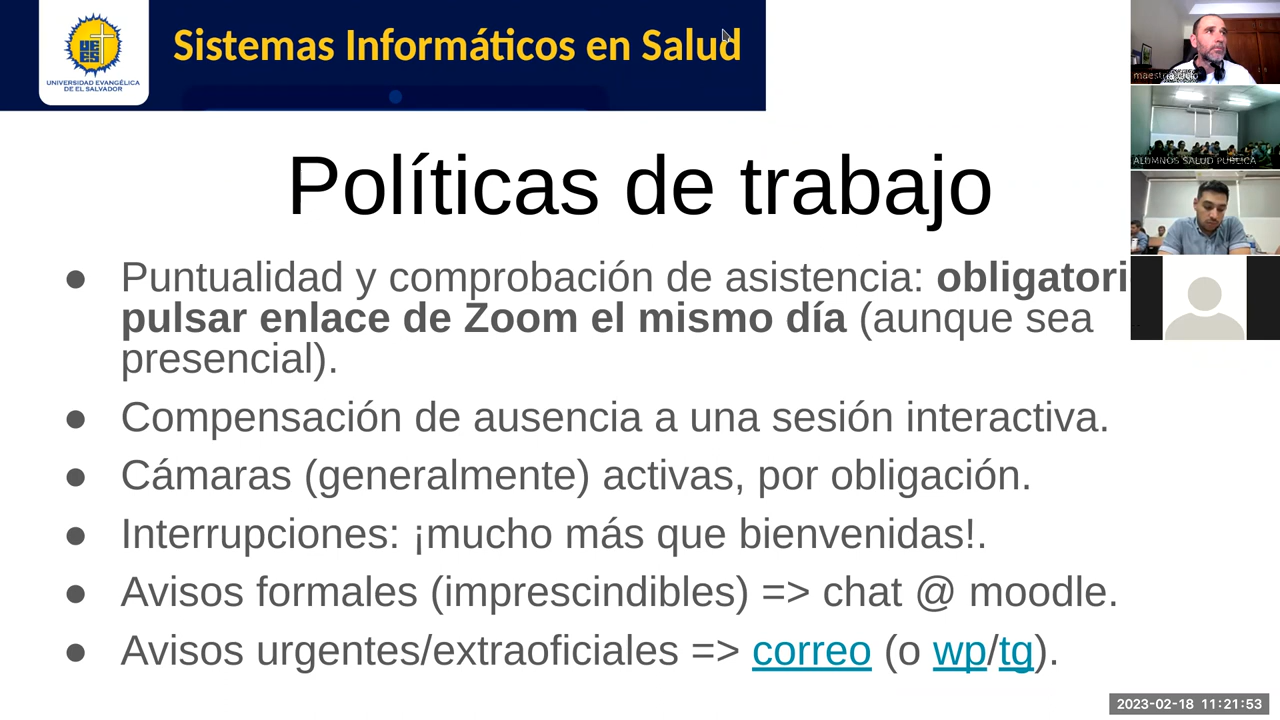 Sistemas Informáticos en Salud
UNIVERSIDAD EVANGÉLICA
DE EL SALVADOR
Políticas de trabajo
● Puntualidad y comprobación de asistencia: obligatori
pulsar enlace de Zoom el mismo día (aunque sea
presencial).
● Compensación de ausencia a una sesión interactiva.
● Cámaras (generalmente) activas, por obligación.
● Interrupciones: ¡mucho más que bienvenidas!.
● Avisos formales (imprescindibles) => chat @ moodle.
● Avisos urgentes/extraoficiales => correo (o wp/tg).
ALUMNOS SALUD PUBLICA
2023-02-18 11:21:53